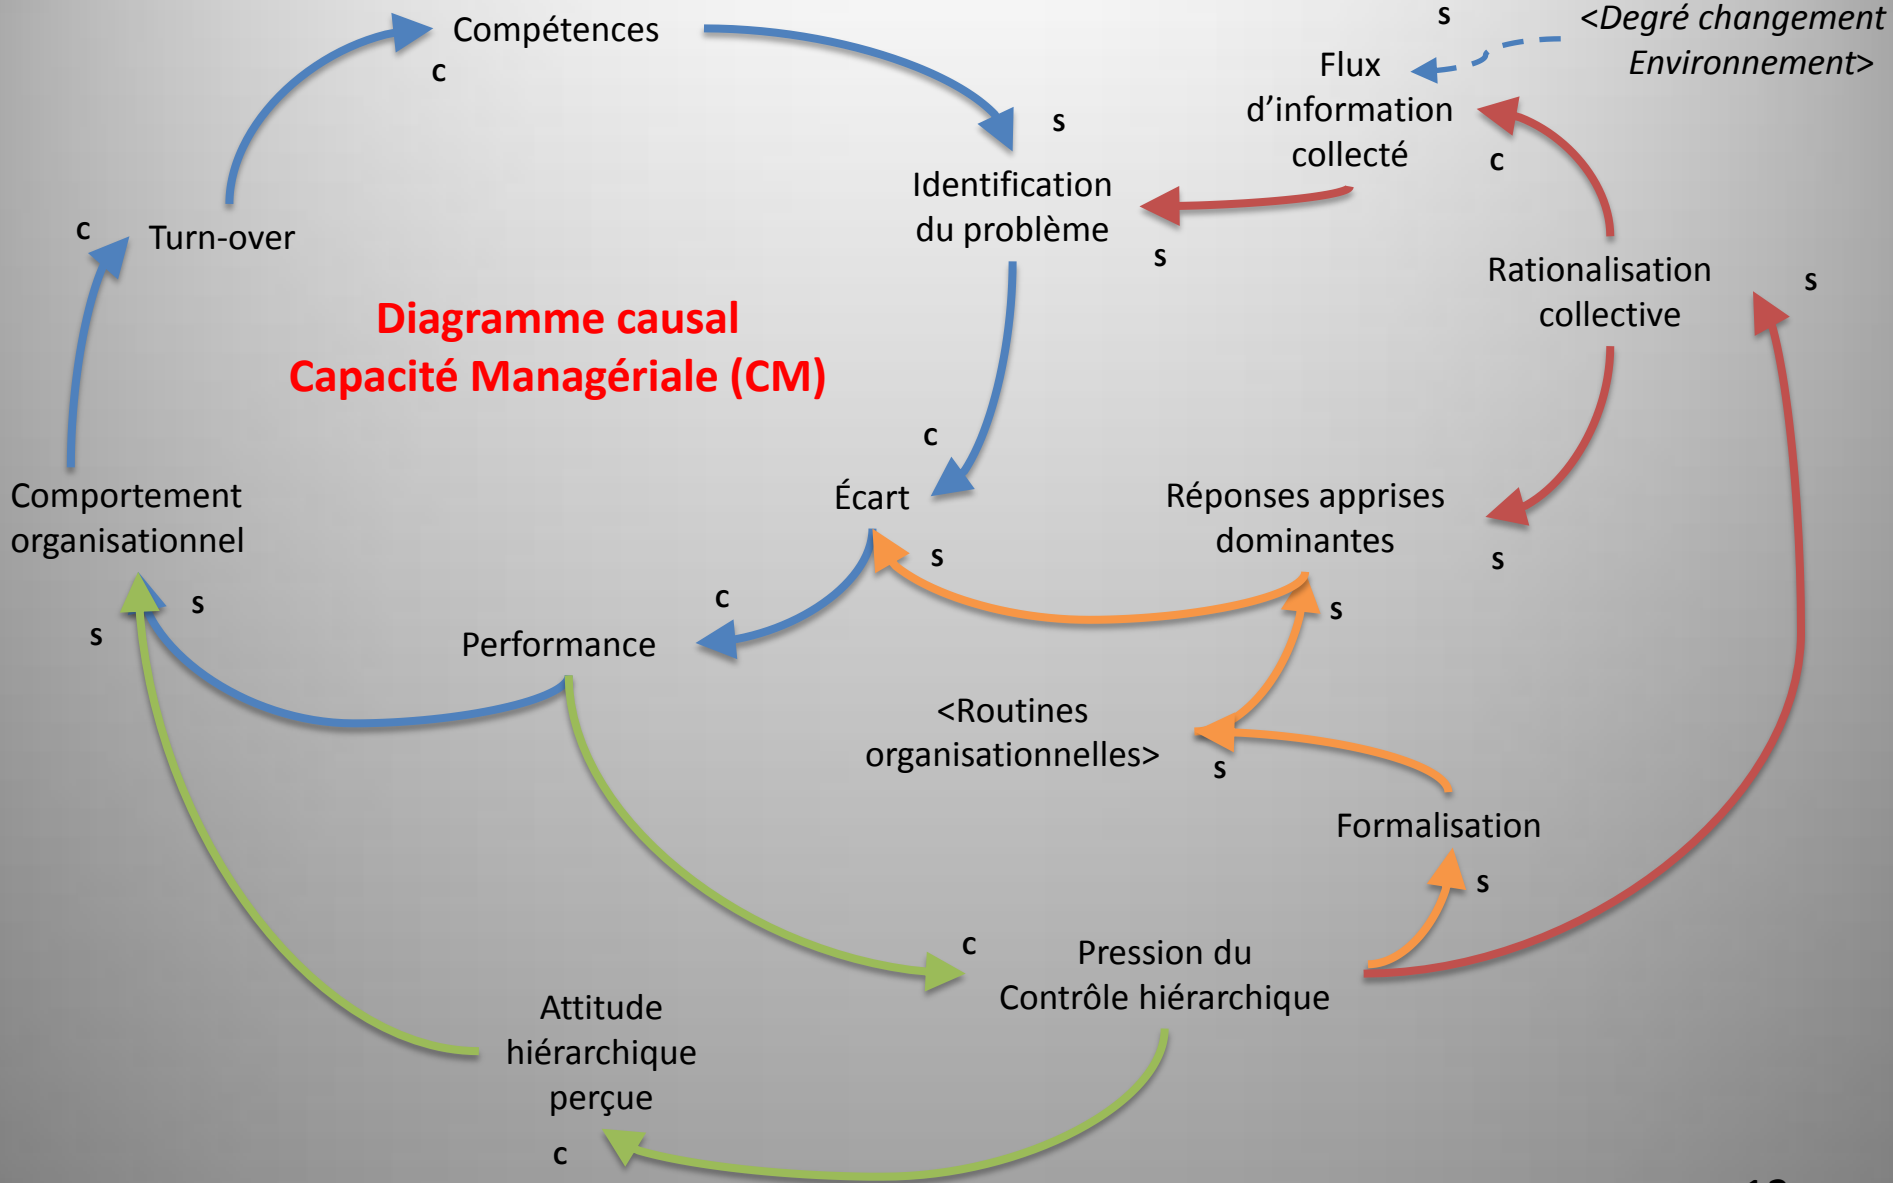 s
<Degré changement
Environnement>
Compétences
c
Flux
d'information
collecté
s
c
Identification
du problème
s
c
Turn-over
Rationalisation
collective
s
Diagramme causal
Capacité Managériale (CM)
c
Comportement
organisationnel
Écart
Réponses apprises
dominantes
s
s
c
s
s
s
Performance
<Routines
organisationnelles>
s
Formalisation
s
c
Pression du
Contrôle hiérarchique
Attitude
hiérarchique
perçue
c